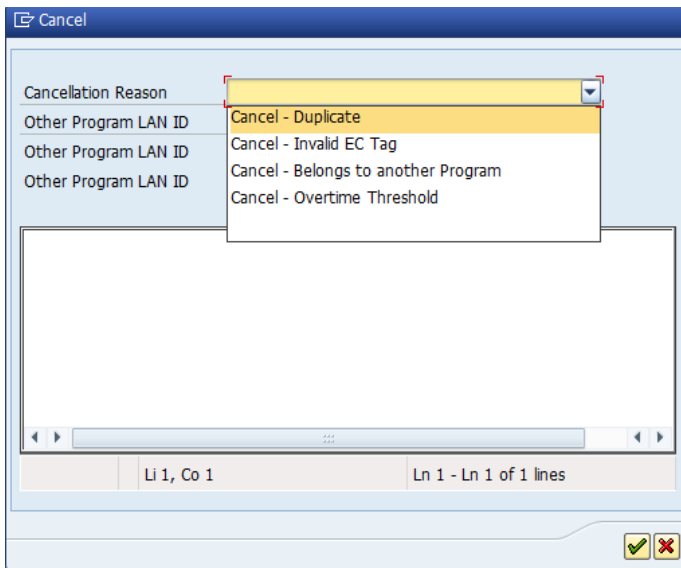 Cancel
Cancellation Reason
Other Program LAN ID
Other Program LAN ID
Other Program LAN ID
Cancel - Duplicate
Cancel - Invalid EC Tag
Cancel - Belongs to another Program
Cancel - Overtime Threshold
Li 1, Co 1
Ln 1 - Ln 1 of 1 lines